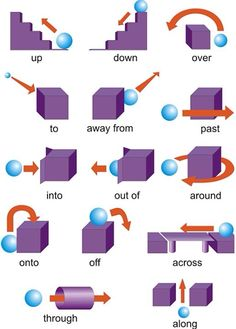 up down over
to away from past
into out of around
onto off across
through along